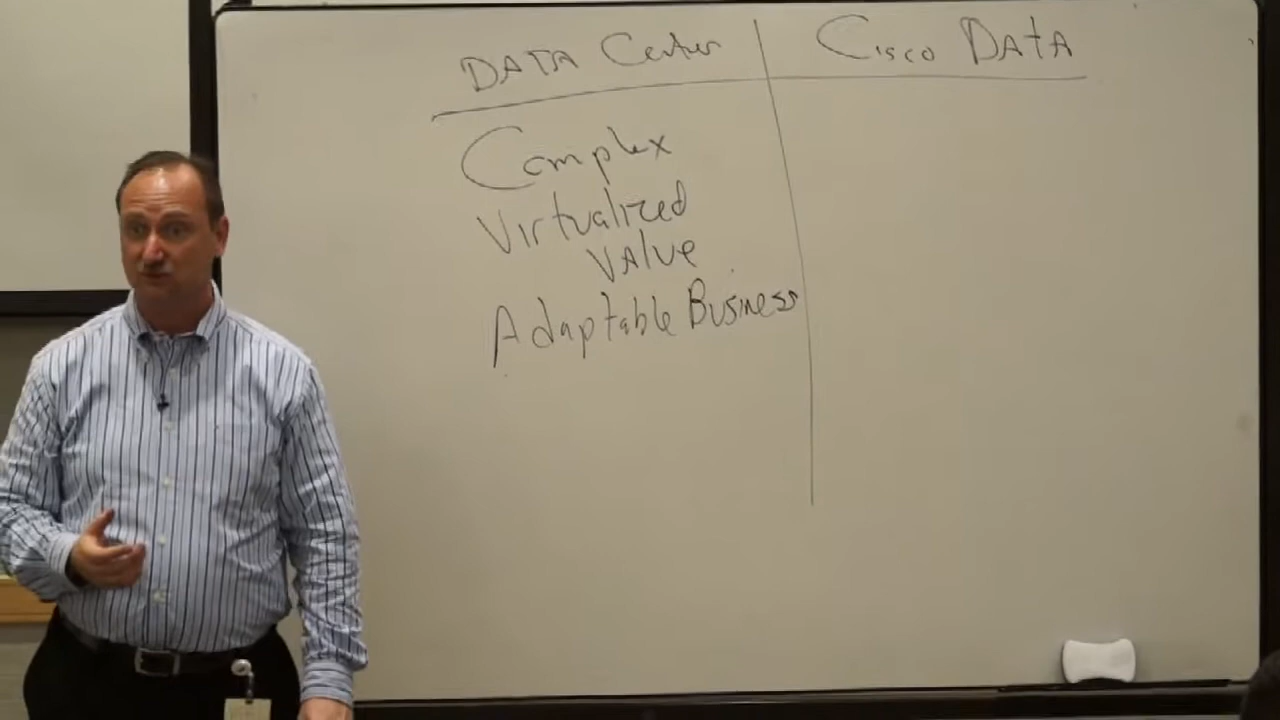 DATA Center
Cisco DATA
Complex
Virtualized
VALUE
Adaptable Business